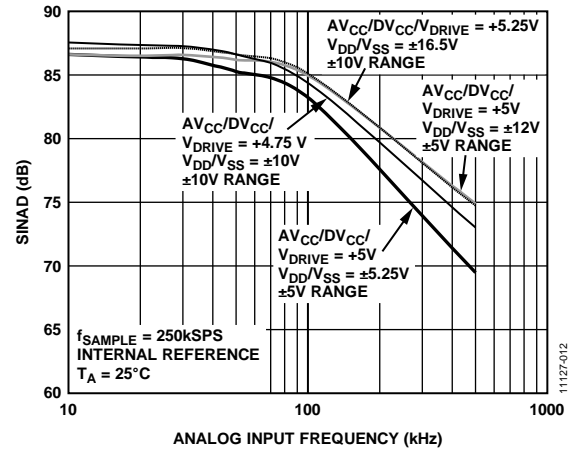 90
85
80
75
70
65
60
SINAD (dB)
AVCC/DVCC/VDRIVE = +5.25V
VDD/VSS = ±16.5V
±10V RANGE
AVCC/DVCC/
VDRIVE = +4.75 V
VDD/VSS = ±10V
±10V RANGE
AVCC/DVCC/
VDRIVE
= +5V
VDD/VSS = ±12V
±5V RANGE
AVCC/DVCC/
VDRIVE = +5V
VDD/VSS = ±5.25V
±5V RANGE
fSAMPLE = 250kSPS
INTERNAL REFERENCE
TA = 25°C
10
100
1000
ANALOG INPUT FREQUENCY (kHz)
11127-012